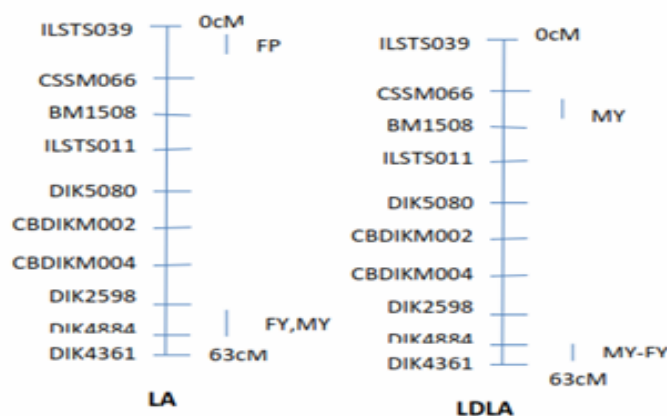 ILSTS039 0cM
FP
CSSM066
BM1508
ILSTS011
DIK5080
CBDIKM002
CBDIKM004
DIK2598
FY,MY
DIK4884
DIK4361 63cM
LA
ILSTS039 0cM
CSSM066
MY
BM1508
ILSTS011
DIK5080
CBDIKM002
CBDIKM004
DIK2598
DIK4884
MY-FY
DIK4361
63cM
LDLA